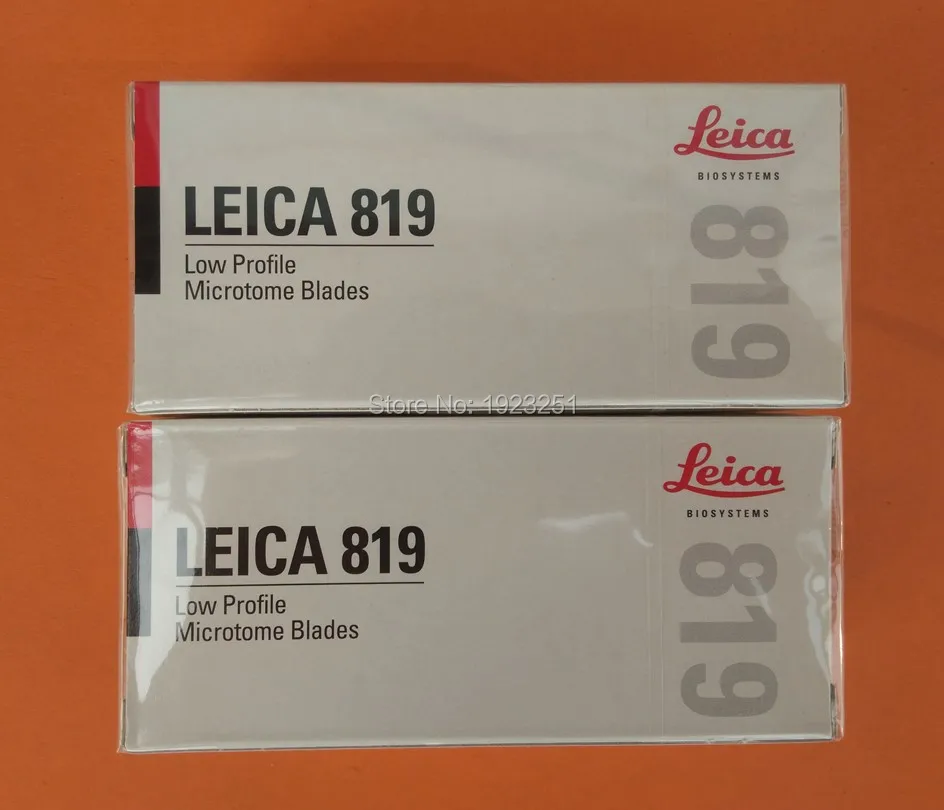 Leica
BIOSYSTEMS
LEICA 819
Low Profile
Microtome Blades
819
Store No: 1923251
Leica
BIOSYSTEMS
LEICA 819
Low Profile
Microtome Blades
819